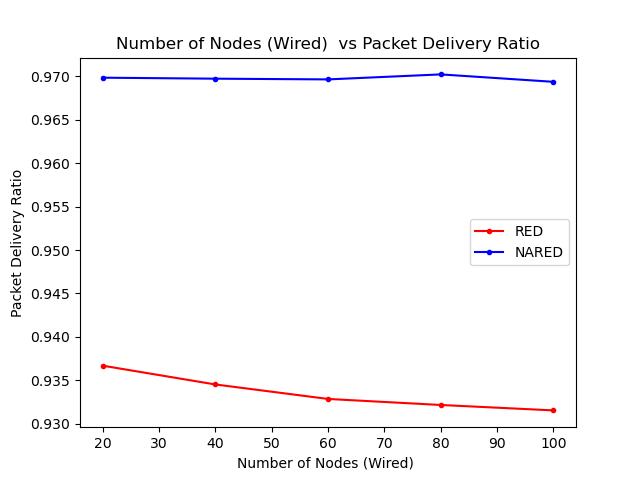 Number of Nodes (Wired)  vs Packet Delivery Ratio
Packet Delivery Ratio
0.970
0.965
0.960
0.955
0.950
0.945
0.940
0.935
0.930
RED
NARED
20 30 40 50 60 70 80 90 100
Number of Nodes (Wired)